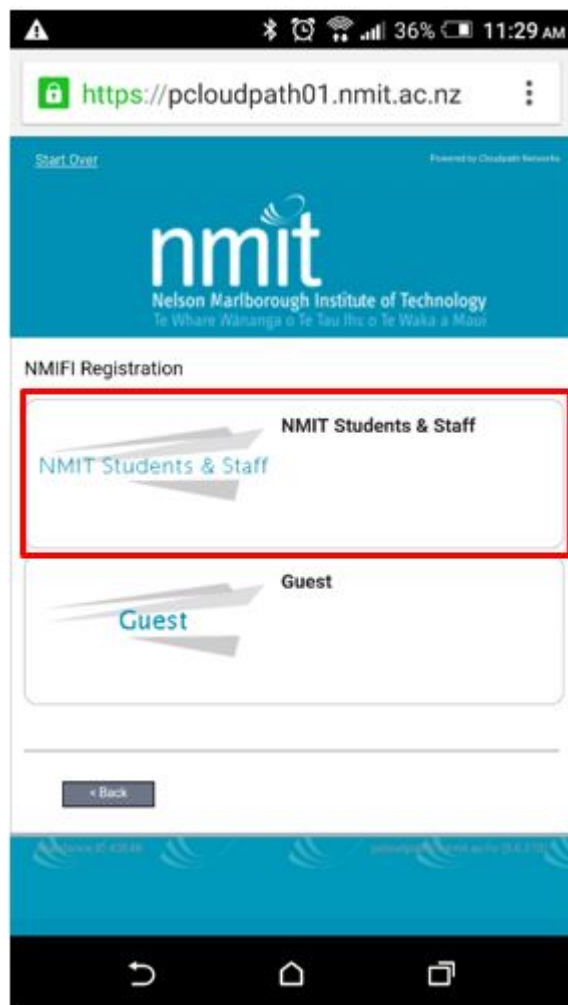 36% 11:29 AM
https://pcloudpath01.nmit.ac.nz
Start Over
Powered by Cloudpath Networks
nmit
Nelson Marlborough Institute of Technology
Te Whare Wānanga o Te Tau Ihu o Te Waka a Maui
NMIFI Registration
NMIT Students & Staff
NMIT Students & Staff
Guest
Guest
< Back